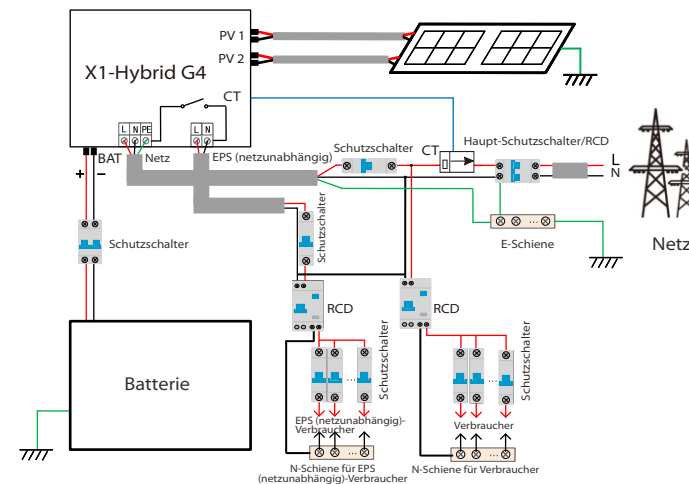 PV 1
PV 2
X1-Hybrid G4
CT
L N PE
L N
BAT
Netz
EPS (netzunabhängig)
+
−
Schutzschalter
CT
Haupt-Schutzschalter/RCD
L
N
Schutzschalter
Schutzschalter
E-Schiene
Netz
RCD
RCD
Batterie
...
Schutzschalter
...
Schutzschalter
EPS (netzunabhängig)-
Verbraucher
Verbraucher
...
...
N-Schiene für EPS
(netzunabhängig)-Verbraucher
N-Schiene für Verbraucher